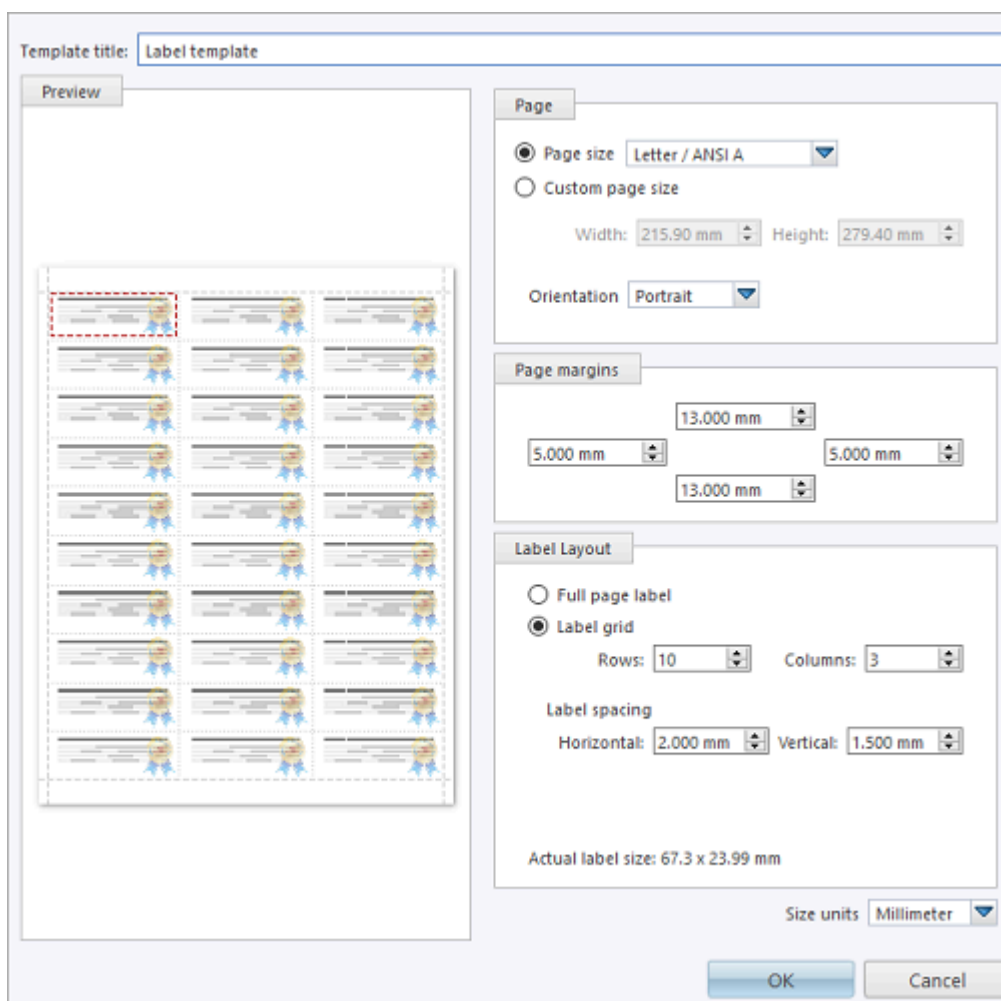 Template title: Label template
Preview
Page
Page size Letter / ANSI A
Custom page size
Width: 215.90 mm Height: 279.40 mm
Orientation Portrait
Page margins
13.000 mm
5.000 mm 5.000 mm
13.000 mm
Label Layout
Full page label
Label grid
Rows: 10 Columns: 3
Label spacing
Horizontal: 2.000 mm Vertical: 1.500 mm
Actual label size: 67.3 x 23.99 mm
Size units Millimeter
OK Cancel